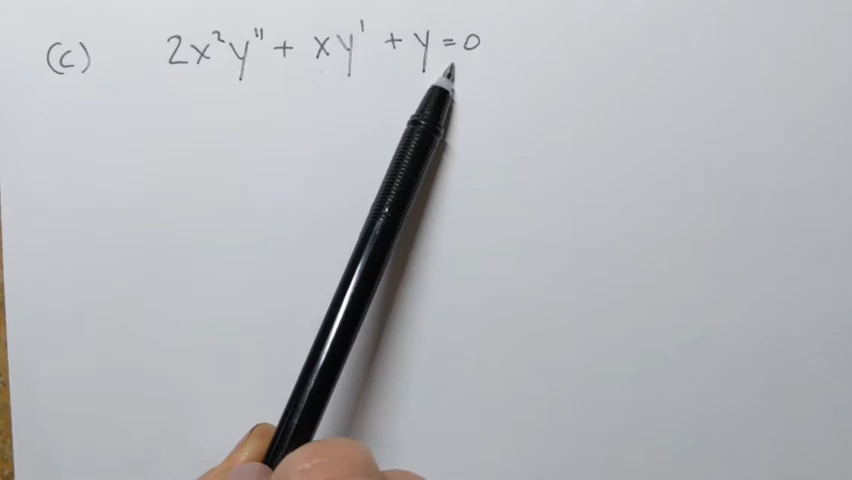 (c) 2x²y'' + xy' + y = 0